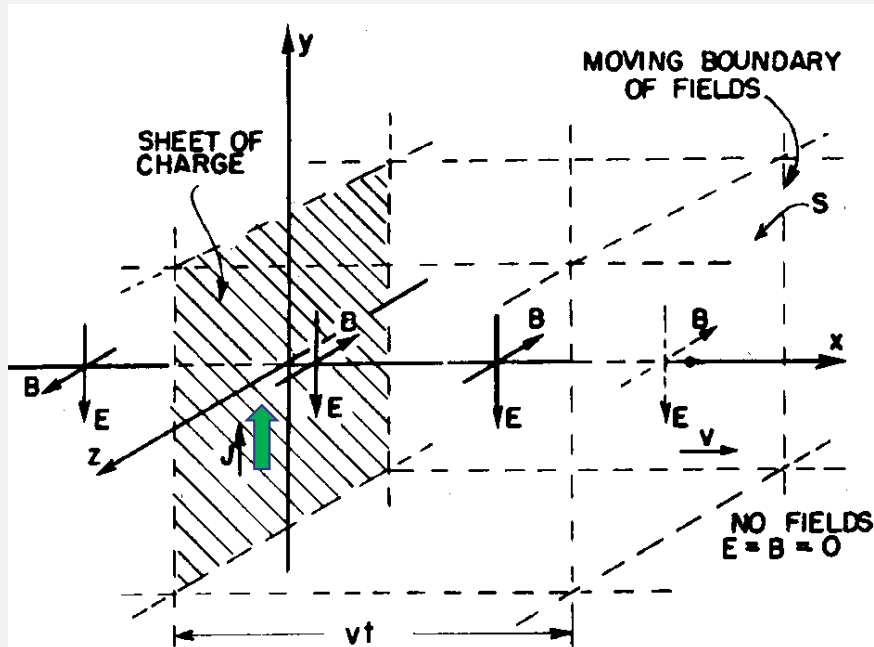 y
MOVING BOUNDARY
OF FIELDS
SHEET OF
CHARGE
S
B
B
B
x
B
E
E
E
E
J
z
v
NO FIELDS
E = B = 0
vt